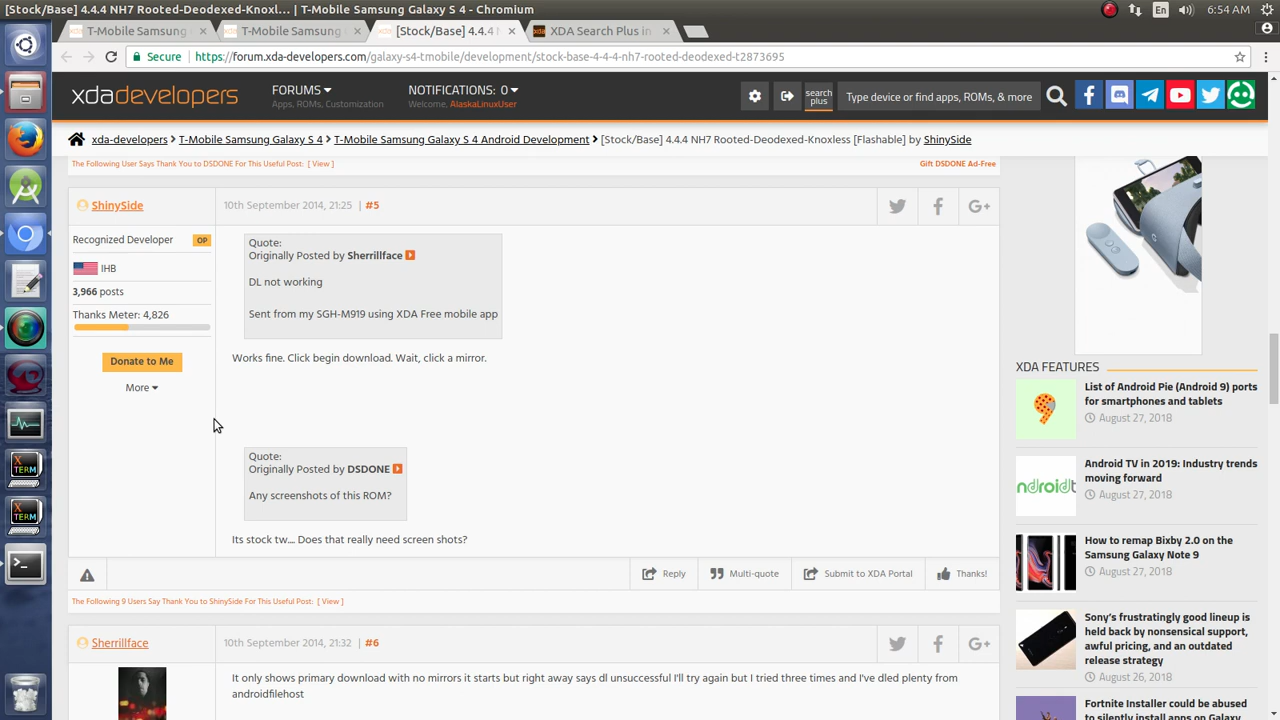 [Stock/Base] 4.4.4 NH7 Rooted-Deodexed-Knoxl... | T-Mobile Samsung Galaxy S 4 - Chromium
En
6:54 AM
T-Mobile Samsung
T-Mobile Samsung
[Stock/Base] 4.4.4
XDA Search Plus in
Secure
https://forum.xda-developers.com/galaxy-s4-tmobile/development/stock-base-4-4-4-nh7-rooted-deodexed-t2873695
xdadevelopers
FORUMS
Apps, ROMs, Customization
NOTIFICATIONS: 0
Welcome, AlaskaLinuxUser
search
plus
Type device or find apps, ROMs, & more
xda-developers
T-Mobile Samsung Galaxy S 4
T-Mobile Samsung Galaxy S 4 Android Development
[Stock/Base] 4.4.4 NH7 Rooted-Deodexed-Knoxless [Flashable] by ShinySide
The Following User Says Thank You to DSDONE For This Useful Post: [ View ]
Gift DSDONE Ad-Free
ShinySide
10th September 2014, 21:25 | #5
G+
Recognized Developer
OP
IHB
3,966 posts
Thanks Meter: 4,826
Donate to Me
More
Quote:
Originally Posted by Sherrillface
DL not working
Sent from my SGH-M919 using XDA Free mobile app
Works fine. Click begin download. Wait, click a mirror.
Quote:
Originally Posted by DSDONE
Any screenshots of this ROM?
Its stock tw.... Does that really need screen shots?
Reply
Multi-quote
Submit to XDA Portal
Thanks!
The Following 9 Users Say Thank You to ShinySide For This Useful Post: [ View ]
Sherrillface
10th September 2014, 21:32 | #6
G+
It only shows primary download with no mirrors it starts but right away says dl unsuccessful I'll try again but I tried three times and I've dled plenty from
androidfilehost
XDA FEATURES
List of Android Pie (Android 9) ports
for smartphones and tablets
August 27, 2018
ndroidt
Android TV in 2019: Industry trends
moving forward
August 27, 2018
How to remap Bixby 2.0 on the
Samsung Galaxy Note 9
August 27, 2018
Sony's frustratingly good lineup is
held back by nonsensical support,
awful pricing, and an outdated
release strategy
August 26, 2018
Fortnite Installer could be abused
to silently install apps on Galaxy
X
TERM
X
TERM